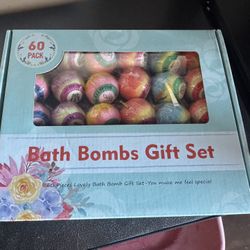 60
PACK
Bath Bombs Gift Set
Pieces Lovely Bath Bomb Gift Set-You make me feel special